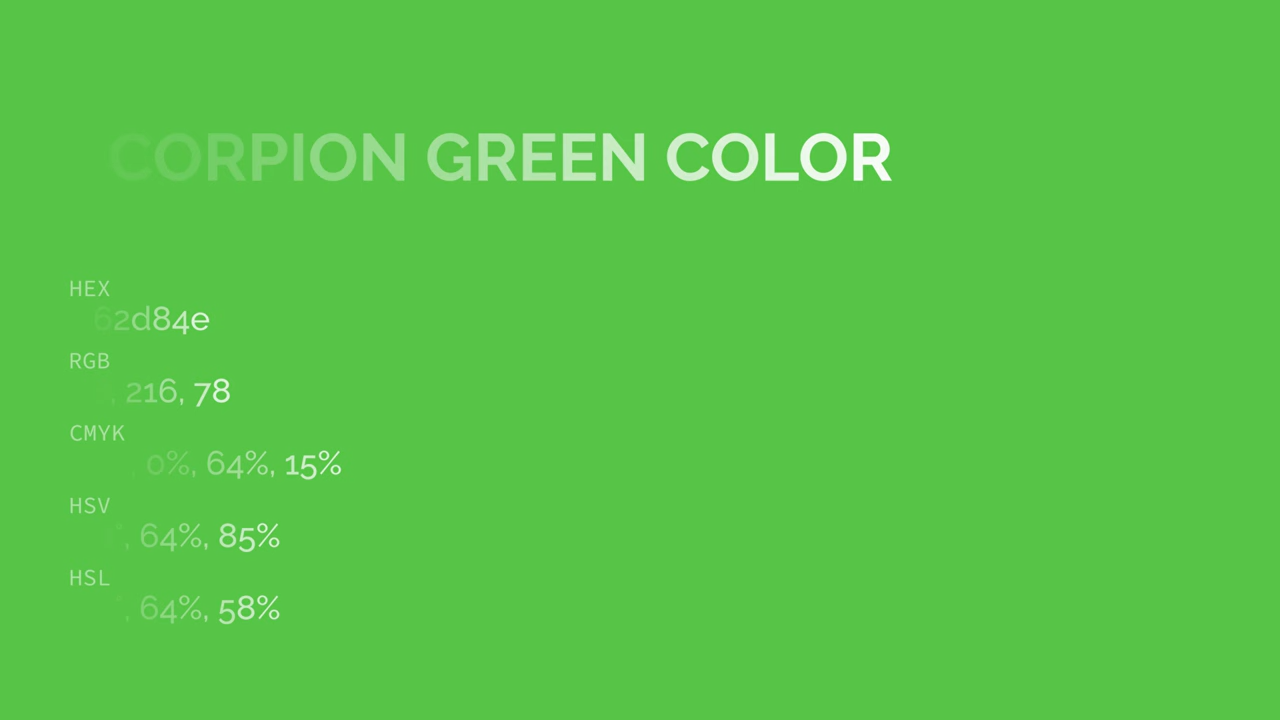 CORPION GREEN COLOR
HEX
62d84e
RGB
, 216, 78
CMYK
, 0%, 64%, 15%
HSV
°, 64%, 85%
HSL
°, 64%, 58%